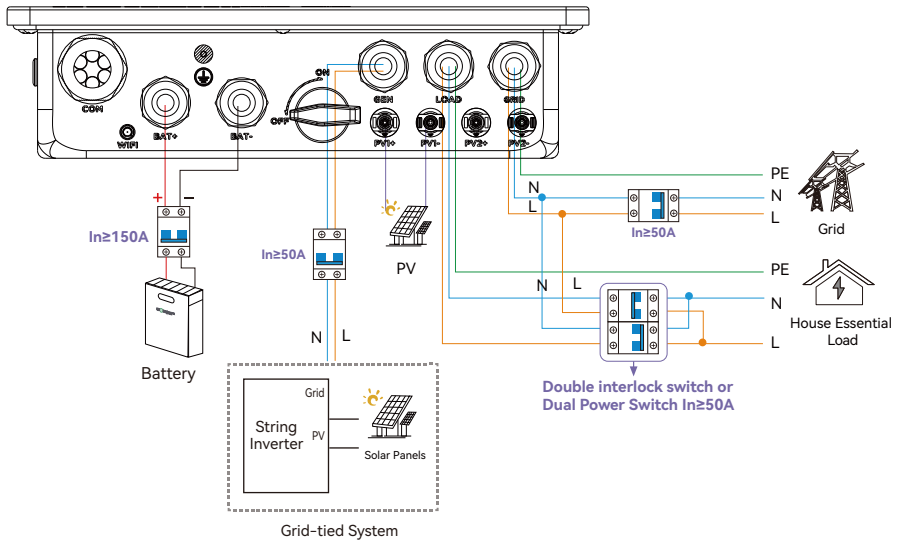 ON
OFF
COM
WIFI
BAT+
BAT-
GEN
LOAD
GRID
PV1+
PV1-
PV2+
PV2-
+
−
In≥150A
Battery
In≥50A
N
L
PV
N
L
In≥50A
PE
N
L
Grid
N
L
PE
N
L
House Essential
Load
Double interlock switch or
Dual Power Switch In≥50A
Grid
PV
String
Inverter
Solar Panels
Grid-tied System